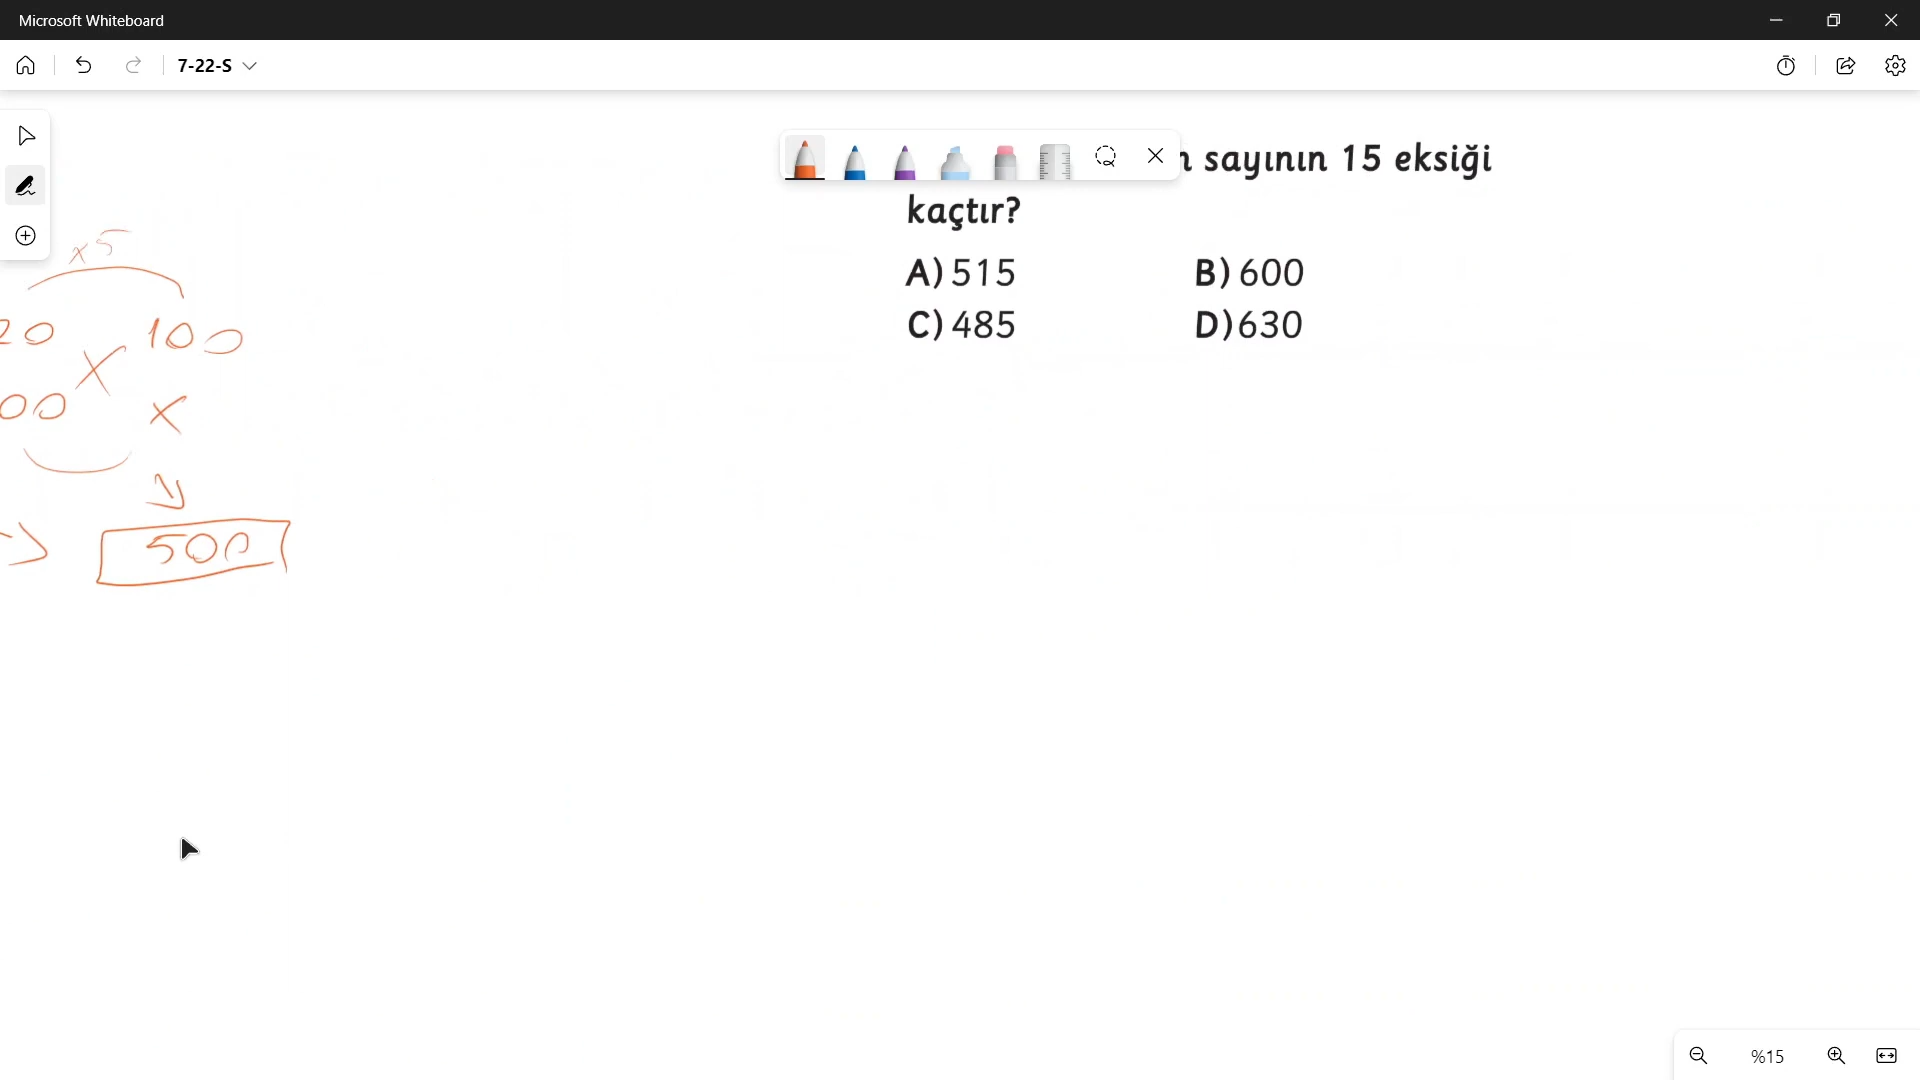 Microsoft Whiteboard
7-22-S
sayının 15 eksiği
kaçtır?
A) 515
B) 600
C) 485
D) 630
x5
20
100
x
00
x
500
%15